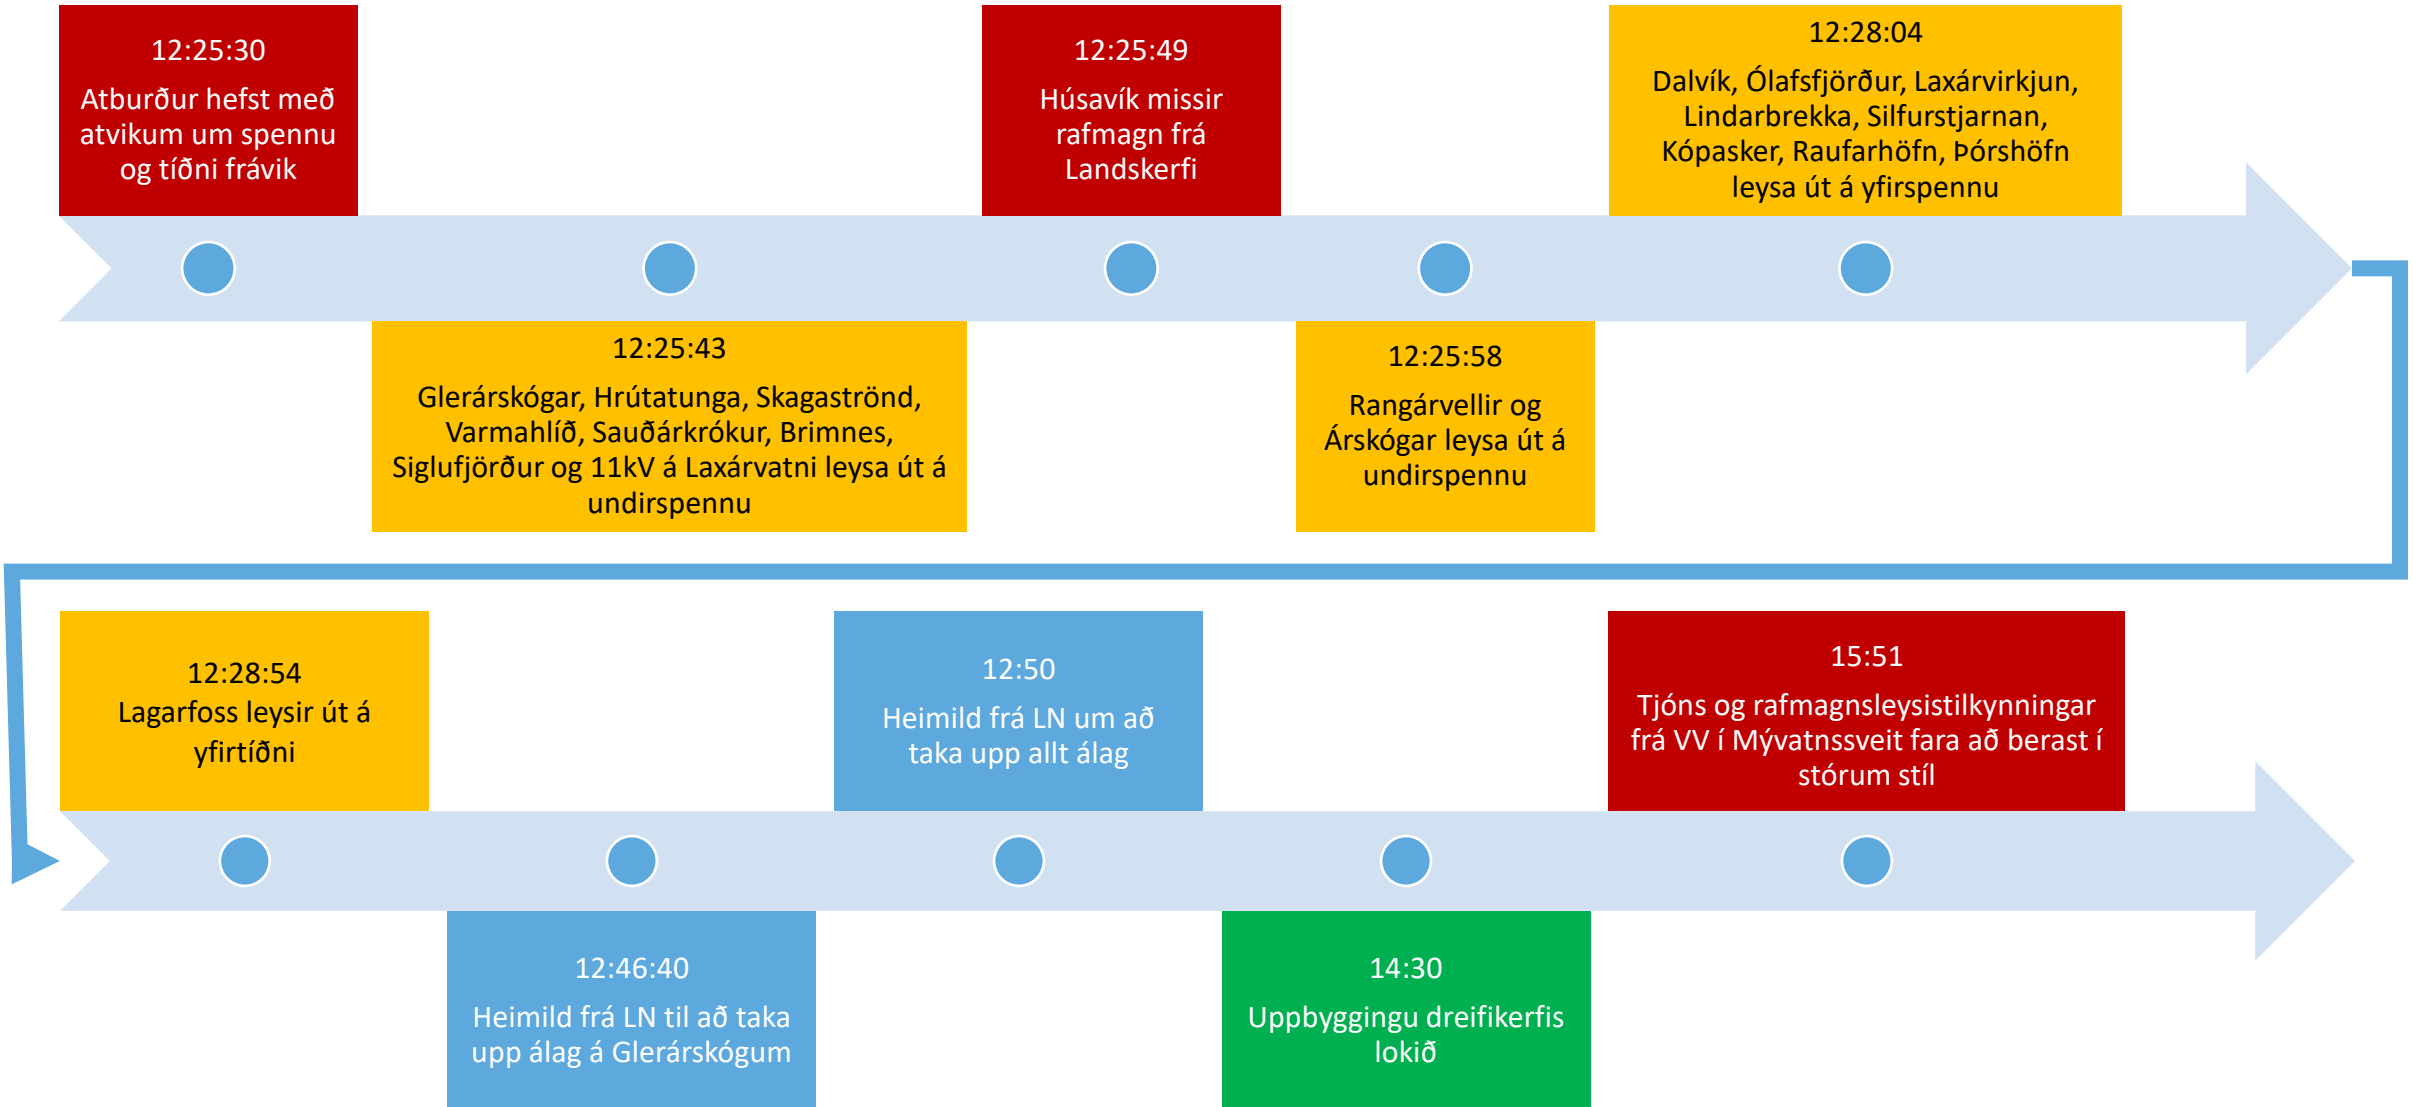 12:25:30
Atburður hefst með
atvikum um spennu
og tíðni frávik
12:25:43
Glerárskógar, Hrútatunga, Skagaströnd,
Varmahlíð, Sauðárkrókur, Brimnes,
Siglufjörður og 11kV á Laxárvatni leysa út á
undirspennu
12:25:49
Húsavík missir
rafmagn frá
Landskerfi
12:25:58
Rangárvellir og
Árskógar leysa út á
undirspennu
12:28:04
Dalvík, Ólafsfjörður, Laxárvirkjun,
Lindarbrekka, Silfurstjarnan,
Kópasker, Raufarhöfn, Þórshöfn
leysa út á yfirspennu
12:28:54
Lagarfoss leysir út á
yfirtíðni
12:46:40
Heimild frá LN til að taka
upp álag á Glerárskógum
12:50
Heimild frá LN um að
taka upp allt álag
14:30
Uppbyggingu dreifikerfis
lokið
15:51
Tjóns og rafmagnsleysistilkynningar
frá VV í Mývatnssveit fara að berast í
stórum stíl